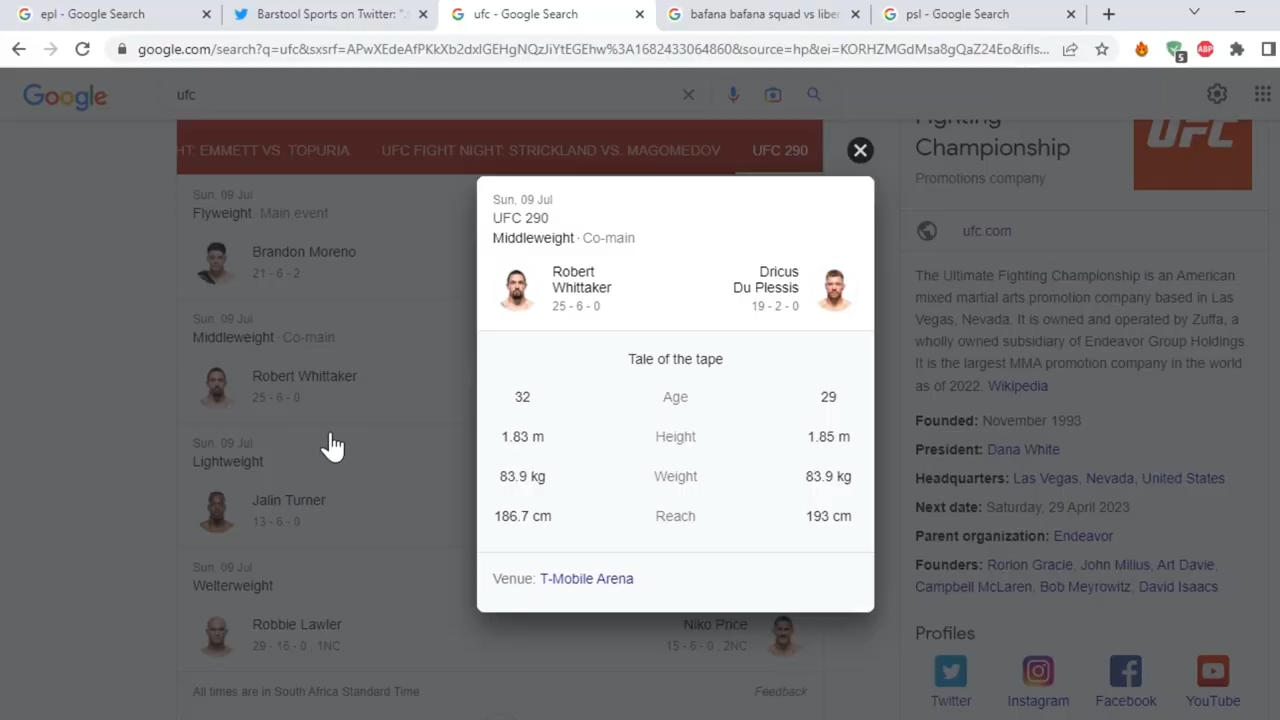 epl - Google Search
Barstool Sports on Twitter: "
ufc - Google Search
bafana bafana squad vs liber
psl - Google Search
google.com/search?q=ufc&sxsrf=APwXEdeAfPKkXb2dxlGEHgNQzJiYtEGEhw%3A1682433064860&source=hp&ei=KORHZMGdMsa8gQaZ24Eo&ifls...
5
ABP
Google
ufc
HT: EMMETT VS. TOPURIA
UFC FIGHT NIGHT: STRICKLAND VS. MAGOMEDOV
UFC 290
Sun, 09 Jul
Flyweight · Main event
Brandon Moreno
21 - 6 - 2
Sun, 09 Jul
Middleweight · Co-main
Robert Whittaker
25 - 6 - 0
Sun, 09 Jul
Lightweight
Jalin Turner
13 - 6 - 0
Sun, 09 Jul
Welterweight
Robbie Lawler
29 - 16 - 0 , 1NC
Niko Price
15 - 6 - 0 , 2NC
All times are in South Africa Standard Time
Feedback
Sun, 09 Jul
UFC 290
Middleweight · Co-main
Robert
Whittaker
25 - 6 - 0
Dricus
Du Plessis
19 - 2 - 0
Tale of the tape
32 Age 29
1.83 m Height 1.85 m
83.9 kg Weight 83.9 kg
186.7 cm Reach 193 cm
Venue: T-Mobile Arena
Fighting
Championship
Promotions company
UFC
ufc.com
The Ultimate Fighting Championship is an American
mixed martial arts promotion company based in Las
Vegas, Nevada. It is owned and operated by Zuffa, a
wholly owned subsidiary of Endeavor Group Holdings.
It is the largest MMA promotion company in the world
as of 2022. Wikipedia
Founded: November 1993
President: Dana White
Headquarters: Las Vegas, Nevada, United States
Next date: Saturday, 29 April 2023
Parent organization: Endeavor
Founders: Rorion Gracie, John Milius, Art Davie,
Campbell McLaren, Bob Meyrowitz, David Isaacs
Profiles
Twitter
Instagram
Facebook
YouTube